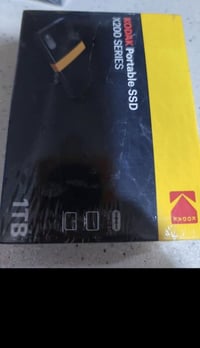 KODAK Portable SSD
X200 SERIES
KODAK
1TB